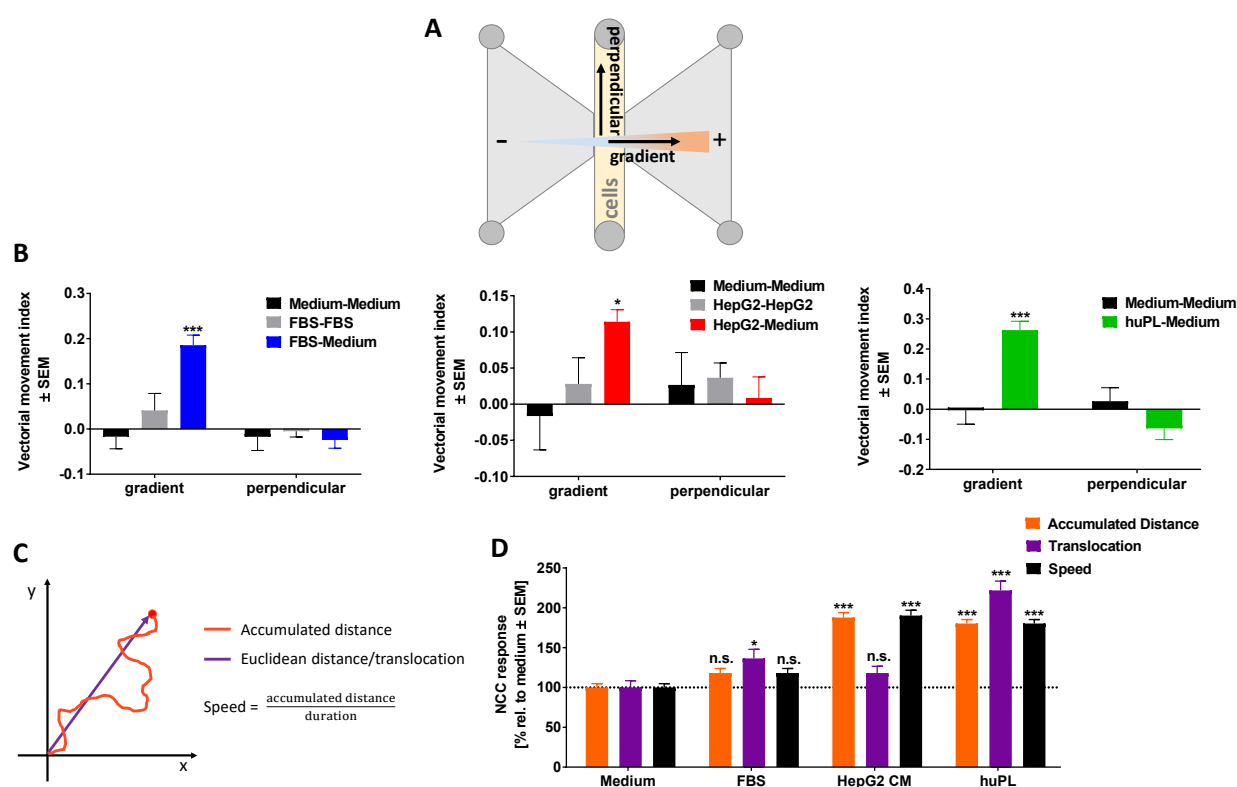 A
perpendicular
-
+
gradient
cells
B
Vectorial movement index
± SEM
0.3
0.2
0.1
0.0
-0.1
Medium-Medium
FBS-FBS
FBS-Medium
***
gradient
perpendicular
Vectorial movement index
± SEM
0.15
0.10
0.05
0.00
-0.05
-0.10
Medium-Medium
HepG2-HepG2
HepG2-Medium
*
gradient
perpendicular
Vectorial movement index
± SEM
0.4
0.3
0.2
0.1
0.0
-0.1
-0.2
Medium-Medium
huPL-Medium
***
gradient
perpendicular
C
y
x
Accumulated distance
Euclidean distance/translocation
Speed = accumulated distance
duration
D
Accumulated Distance
Translocation
Speed
NCC response
[% rel. to medium ± SEM]
250
200
150
100
50
0
n.s. * n.s.
*** n.s. ***
*** *** ***
Medium
FBS
HepG2 CM
huPL